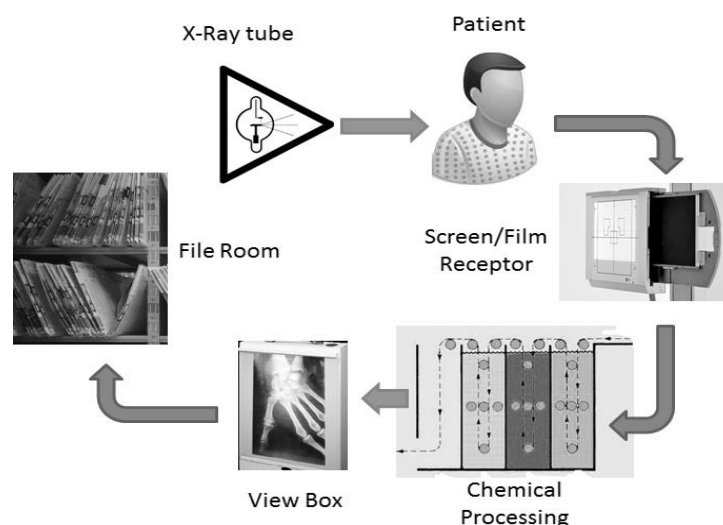 X-Ray tube
Patient
Screen/Film
Receptor
File Room
View Box
Chemical
Processing